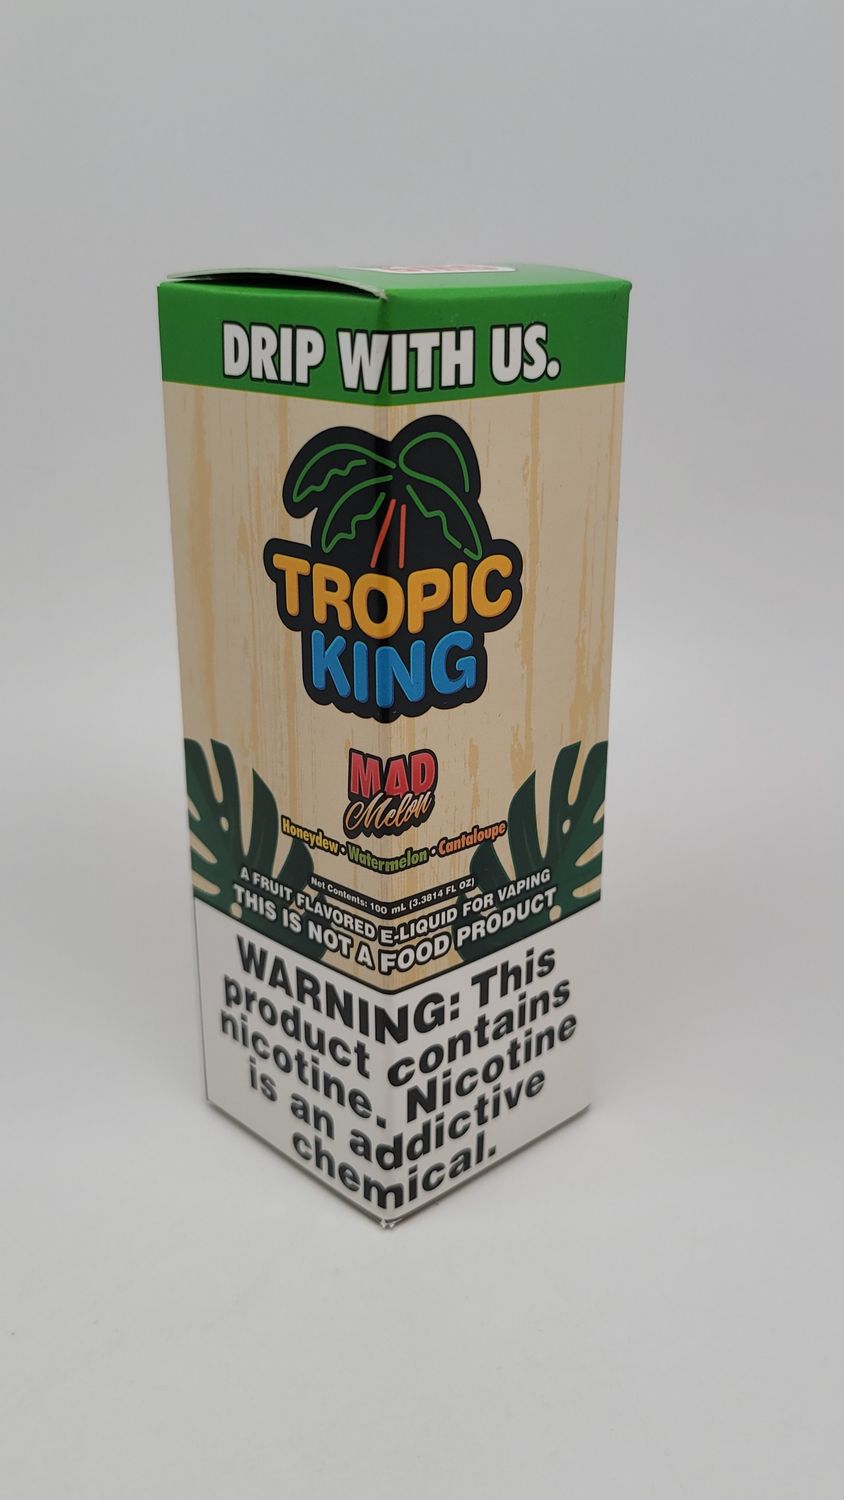 DRIP WITH US.
TROPIC
KING
MAD
Melon
Honeydew • Watermelon • Cantaloupe
Net Contents: 100 mL (3.3814 FL OZ)
A FRUIT FLAVORED E-LIQUID FOR VAPING
THIS IS NOT A FOOD PRODUCT
WARNING: This
product contains
nicotine. Nicotine
is an addictive
chemical.